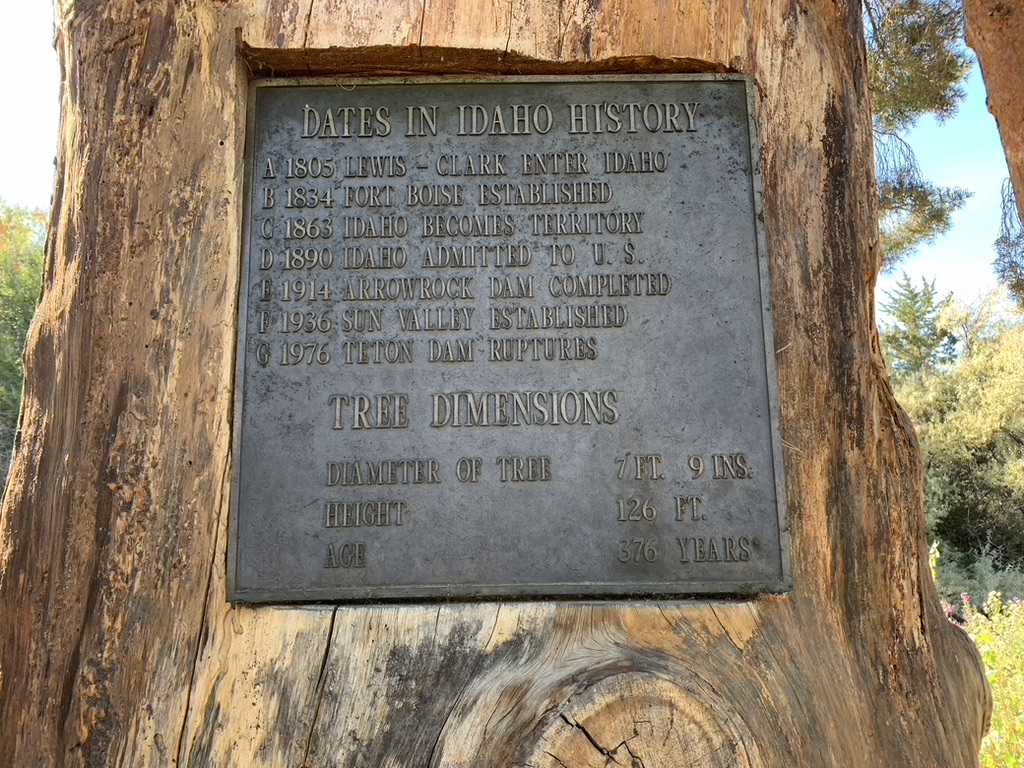 DATES IN IDAHO HISTORY
A 1805 LEWIS - CLARK ENTER IDAHO
B 1834 FORT BOISE ESTABLISHED
C 1863 IDAHO BECOMES TERRITORY
D 1890 IDAHO ADMITTED TO U. S.
E 1914 ARROWROCK DAM COMPLETED
F 1936 SUN VALLEY ESTABLISHED
G 1976 TETON DAM RUPTURES
TREE DIMENSIONS
DIAMETER OF TREE 7 FT. 9 INS.
HEIGHT 126 FT.
AGE 376 YEARS